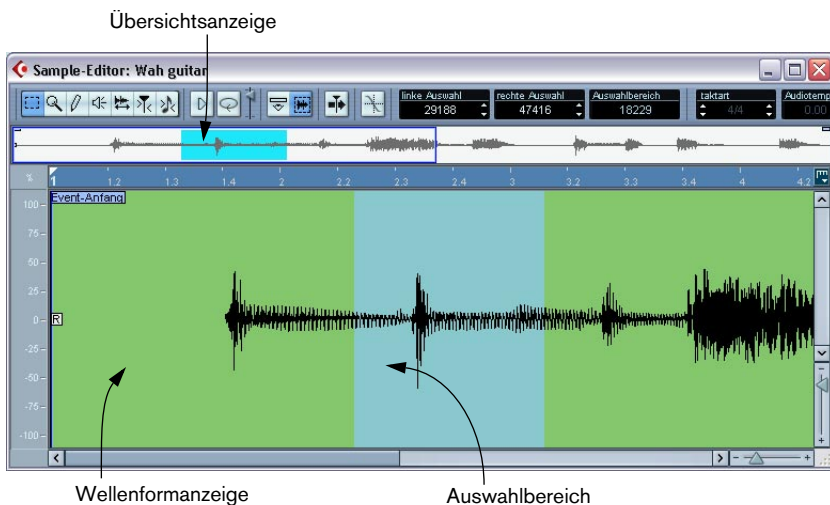 Übersichtsanzeige
Sample-Editor: Wah guitar
linke Auswahl rechte Auswahl Auswahlbereich taktart Audiotemp
29188 47416 18229 4/4 0.00
% 1 1.2 1.3 1.4 2 2.2 2.3 2.4 3 3.2 3.3 3.4 4 4.2
Event-Anfang
100
75
50
25
0
R
-25
-50
-75
-100
Wellenformanzeige
Auswahlbereich